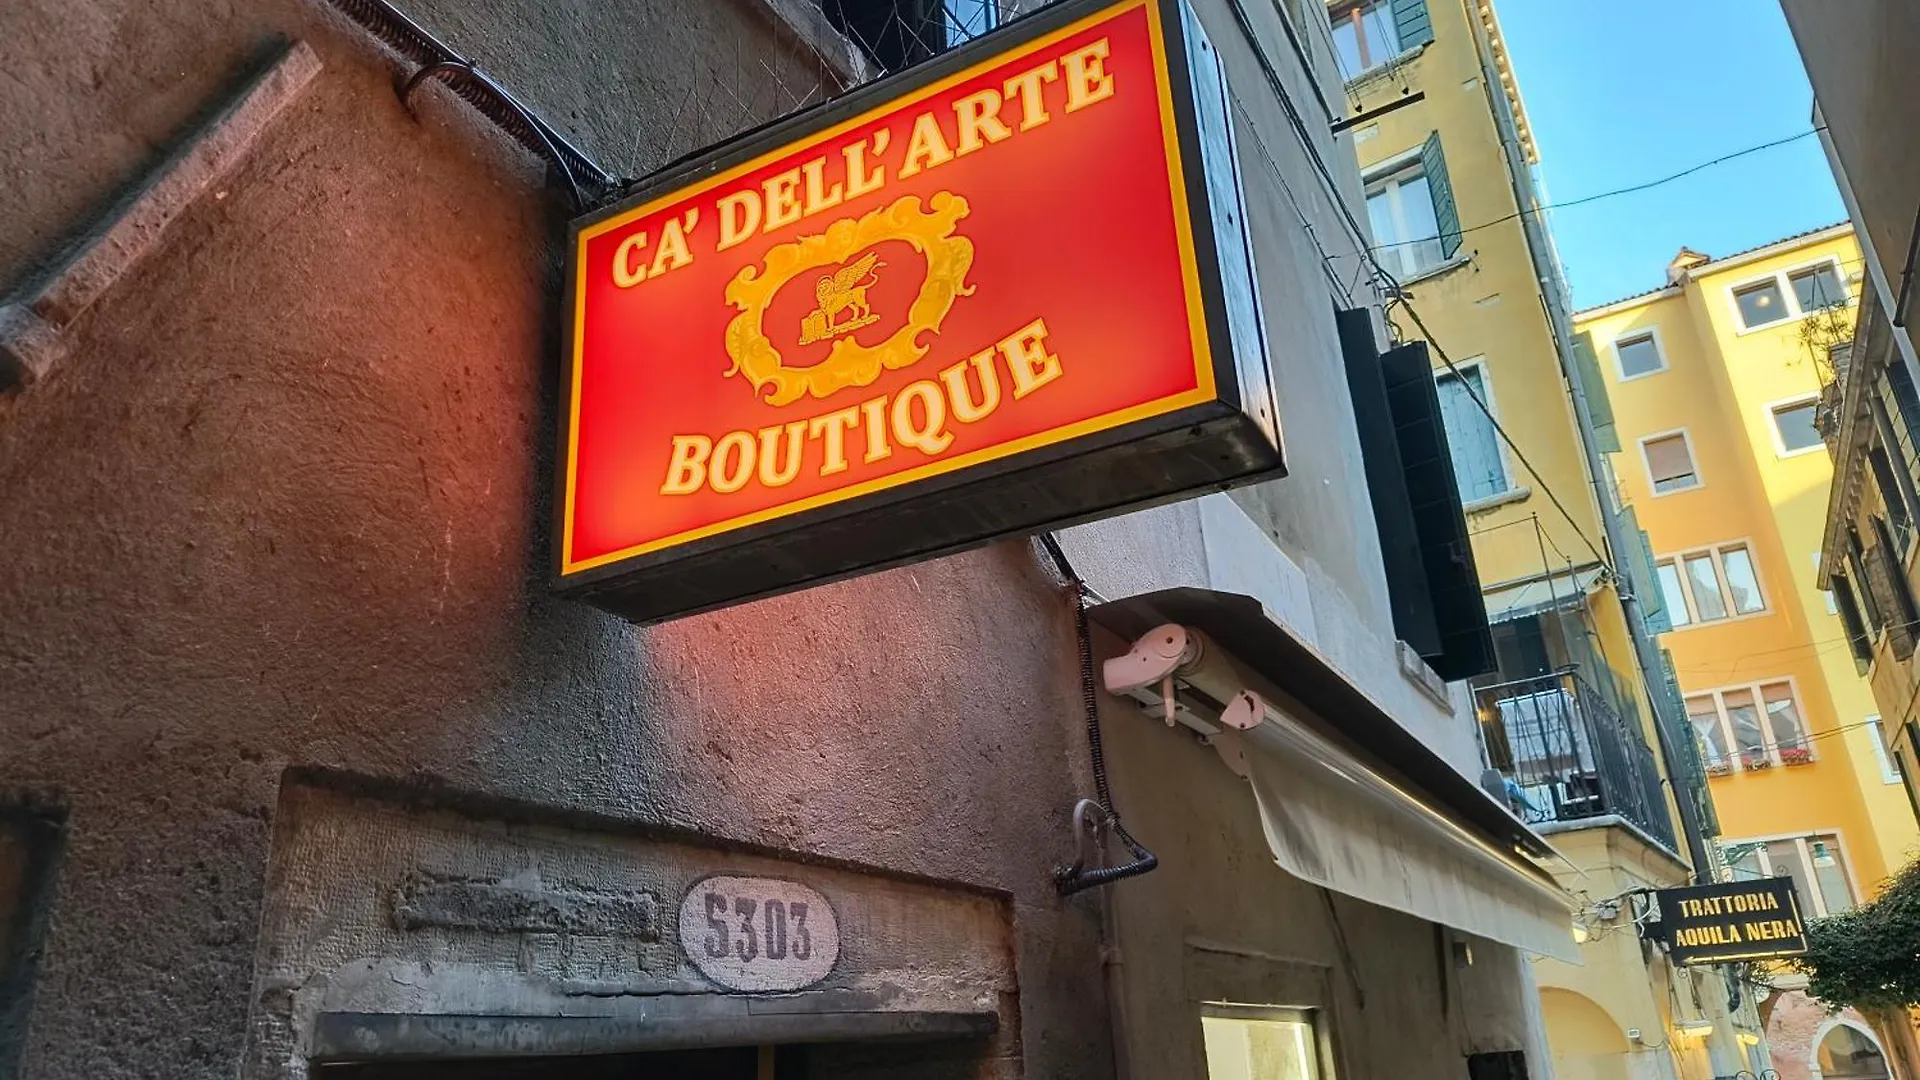 CA' DELL'ARTE
BOUTIQUE
5303
TRATTORIA
AQUILA NERA